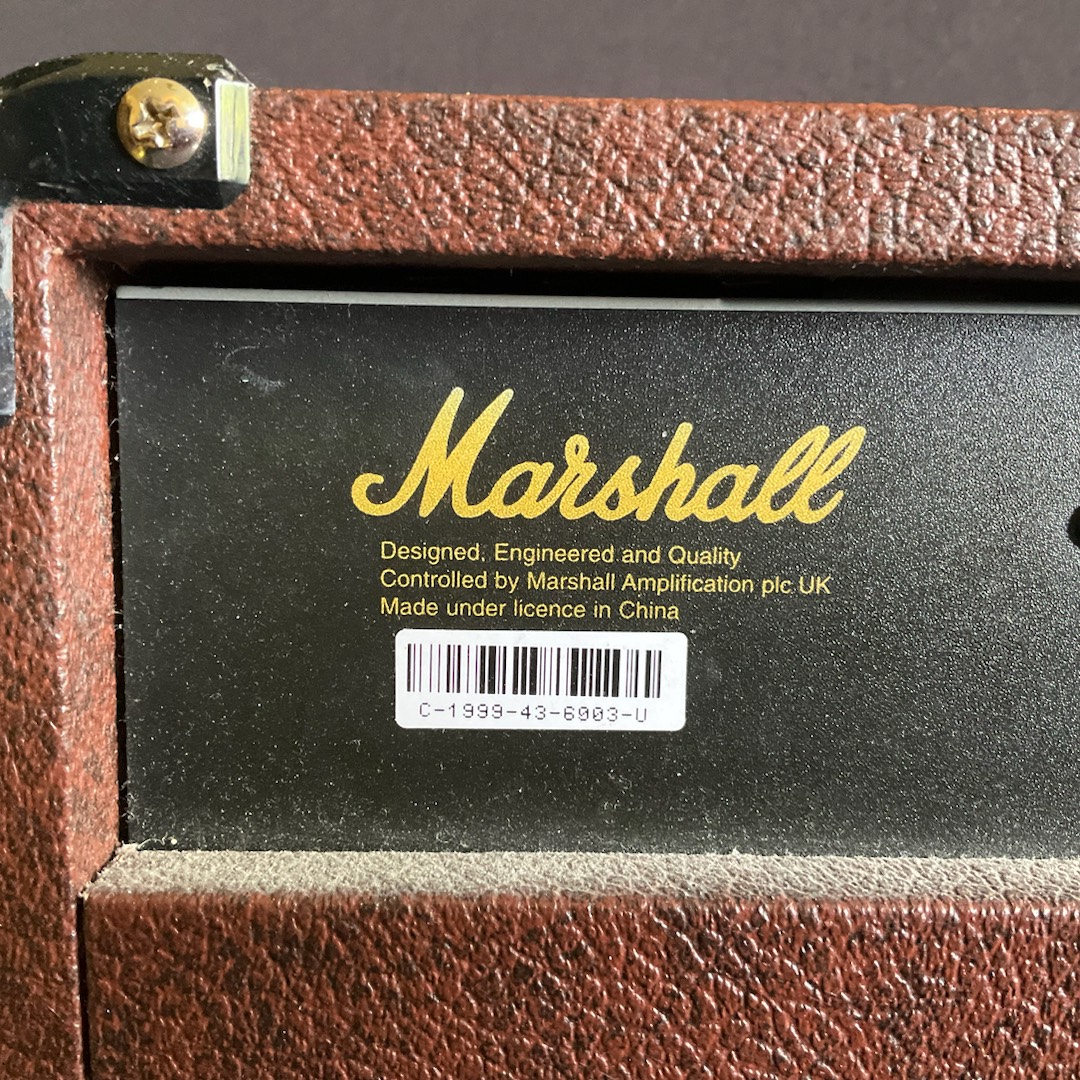 Marshall
Designed, Engineered and Quality
Controlled by Marshall Amplification plc UK
Made under licence in China
C-1999-43-6903-U